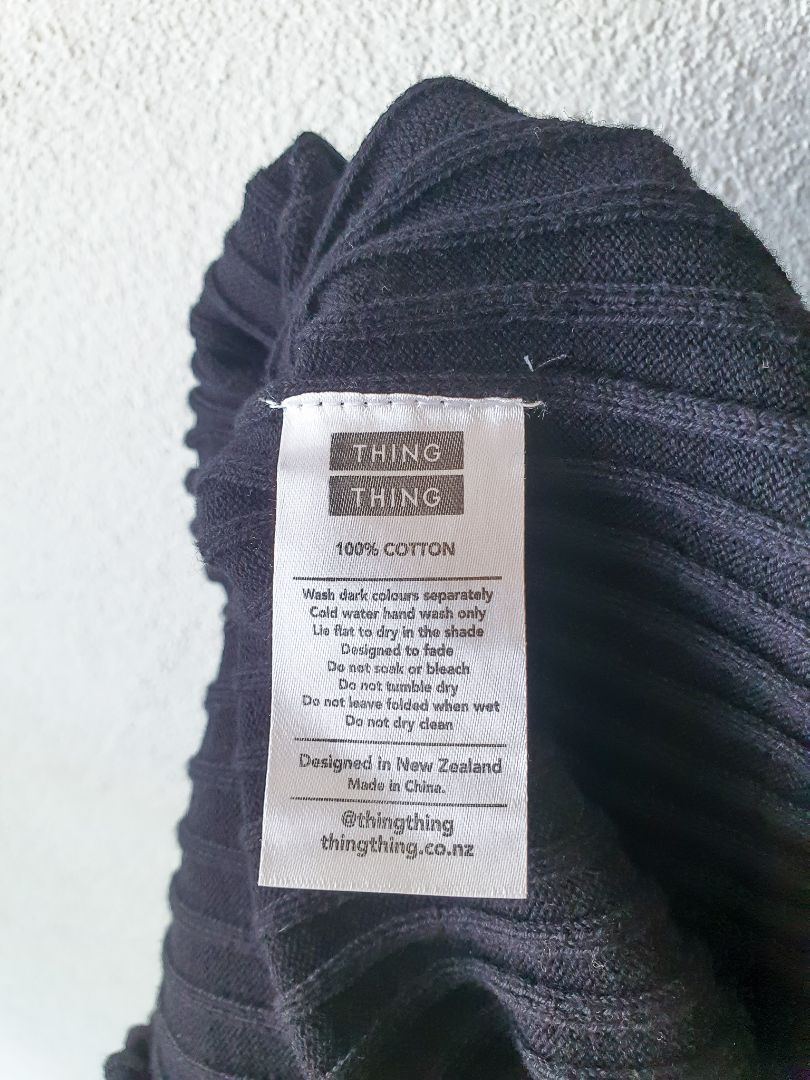 THING
THING
100% COTTON
Wash dark colours separately
Cold water hand wash only
Lie flat to dry in the shade
Designed to fade
Do not soak or bleach
Do not tumble dry
Do not leave folded when wet
Do not dry clean
Designed in New Zealand
Made in China.
@thingthing
thingthing.co.nz